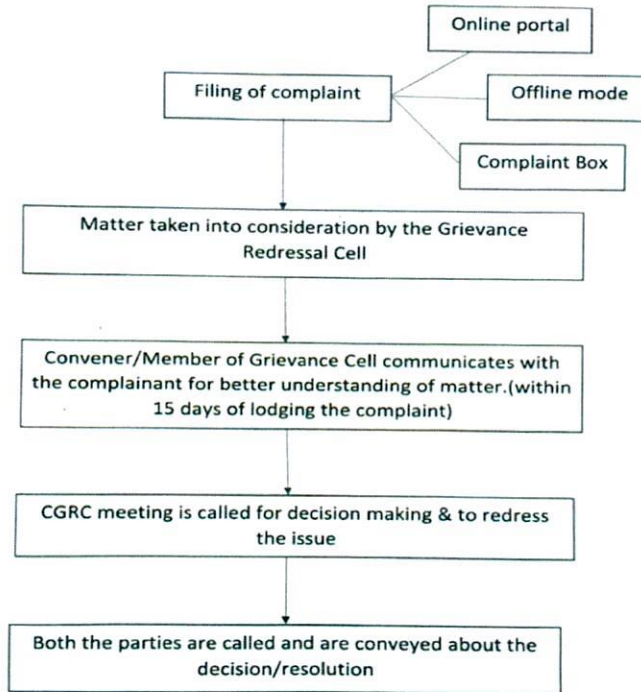 Online portal
Filing of complaint
Offline mode
Complaint Box
Matter taken into consideration by the Grievance
Redressal Cell
Convener/Member of Grievance Cell communicates with
the complainant for better understanding of matter.(within
15 days of lodging the complaint)
CGRC meeting is called for decision making & to redress
the issue
Both the parties are called and are conveyed about the
decision/resolution